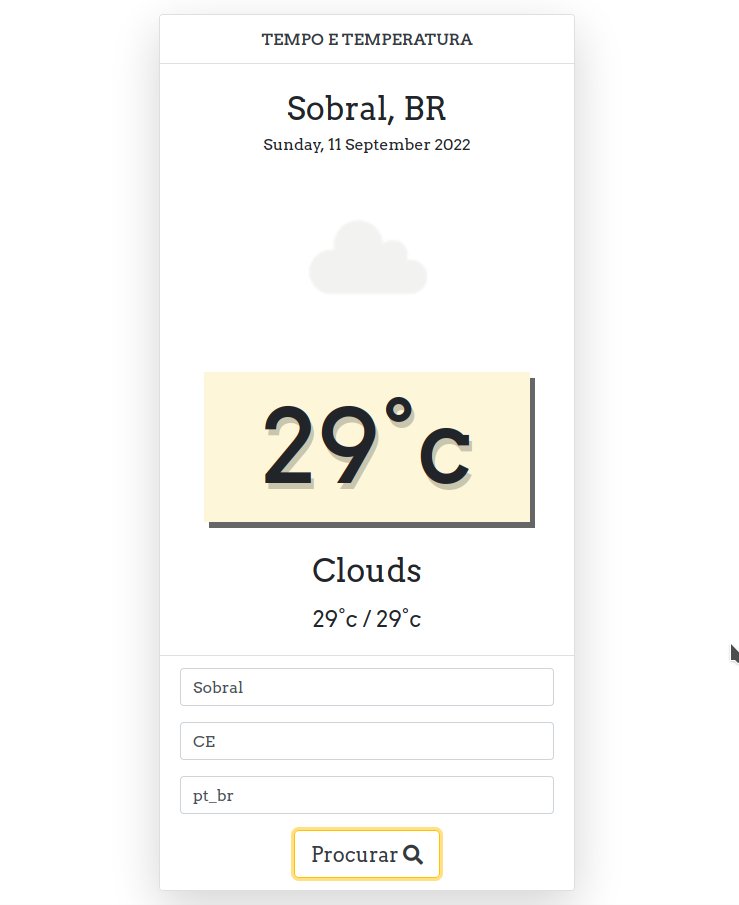 TEMPO E TEMPERATURA
Sobral, BR
Sunday, 11 September 2022
29°c
Clouds
29°c / 29°c
Sobral
CE
pt_br
Procurar